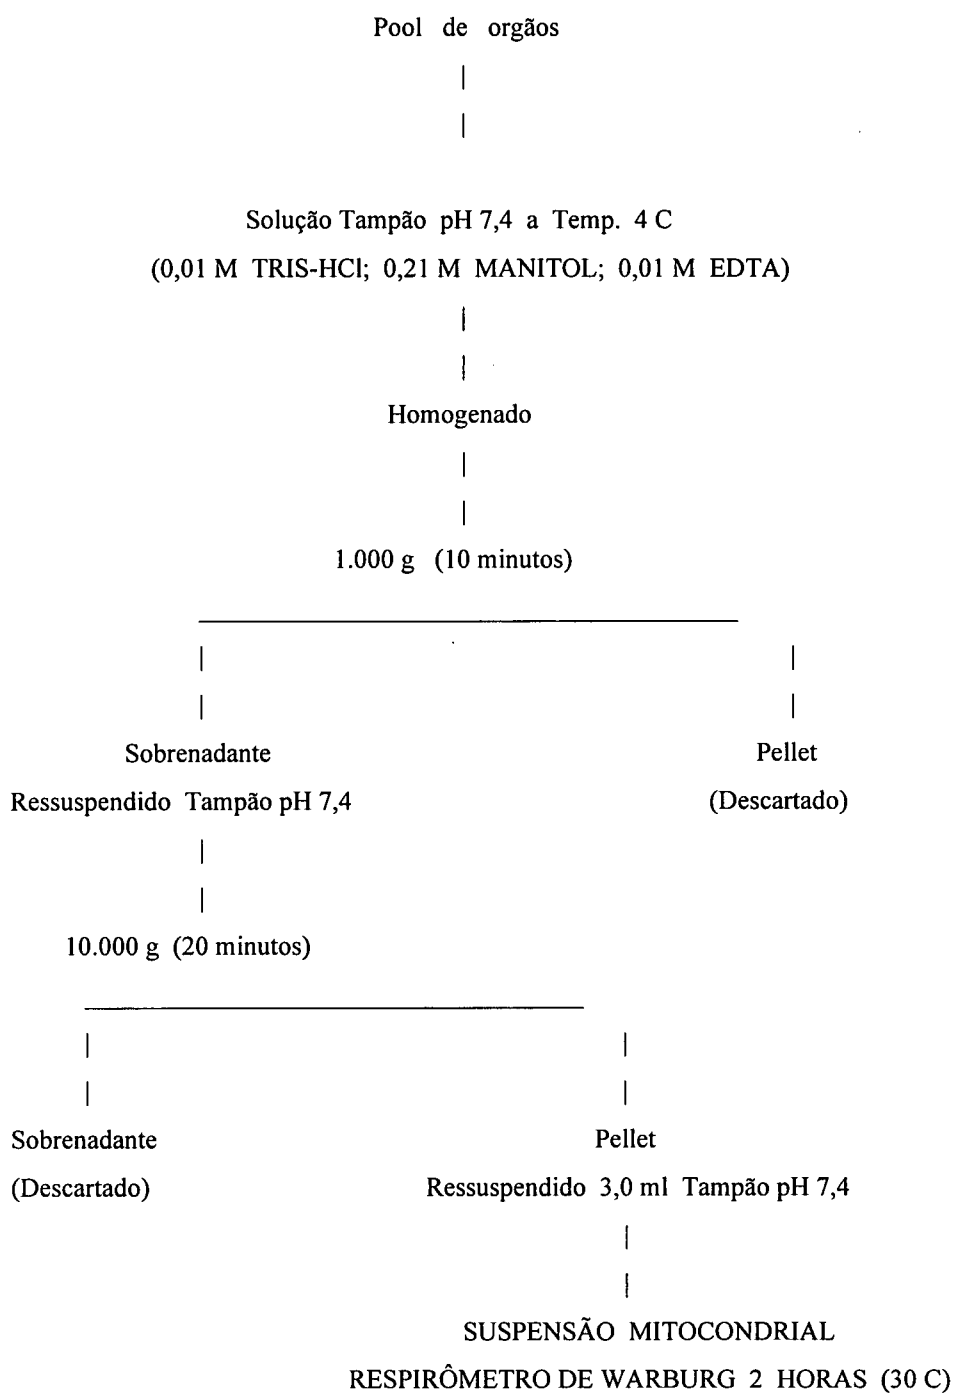 Pool de orgãos
Solução Tampão pH 7,4 a Temp. 4 C
(0,01 M TRIS-HCl; 0,21 M MANITOL; 0,01 M EDTA)
Homogenado
1.000 g (10 minutos)
Sobrenadante
Pellet
Ressuspendido Tampão pH 7,4
(Descartado)
10.000 g (20 minutos)
Sobrenadante
Pellet
(Descartado)
Ressuspendido 3,0 ml Tampão pH 7,4
SUSPENSÃO MITOCONDRIAL
RESPIRÔMETRO DE WARBURG 2 HORAS (30 C)